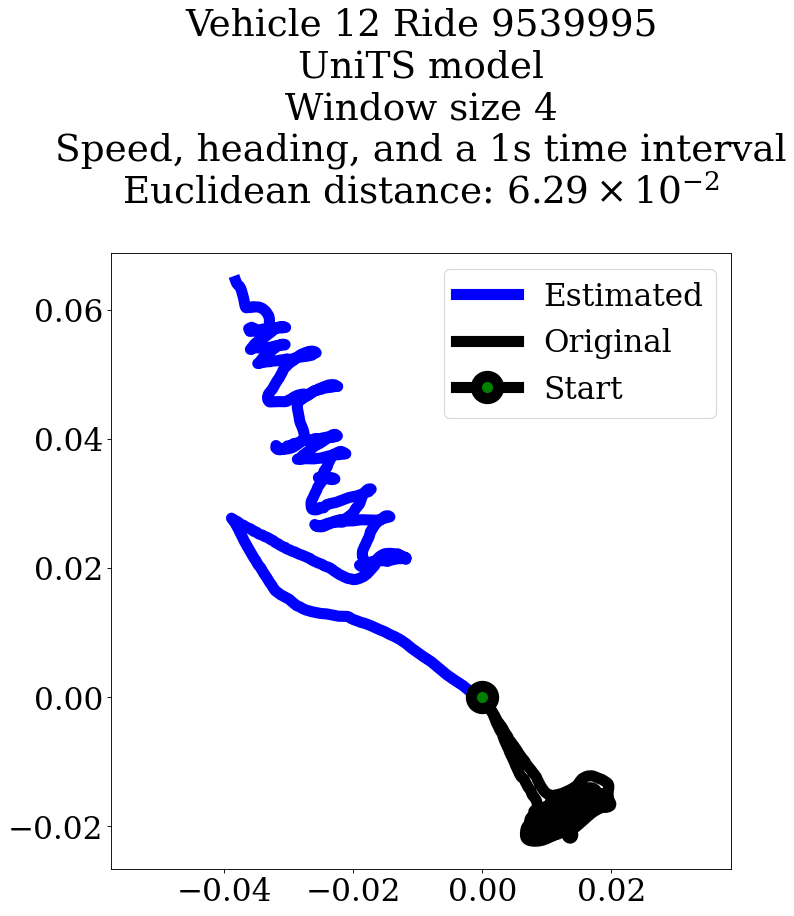 Vehicle 12 Ride 9539995
UniTS model
Window size 4
Speed, heading, and a 1s time interval
Euclidean distance: 6.29 × 10⁻²
Estimated
Original
Start
0.06
0.04
0.02
0.00
−0.02
−0.04 −0.02 0.00 0.02